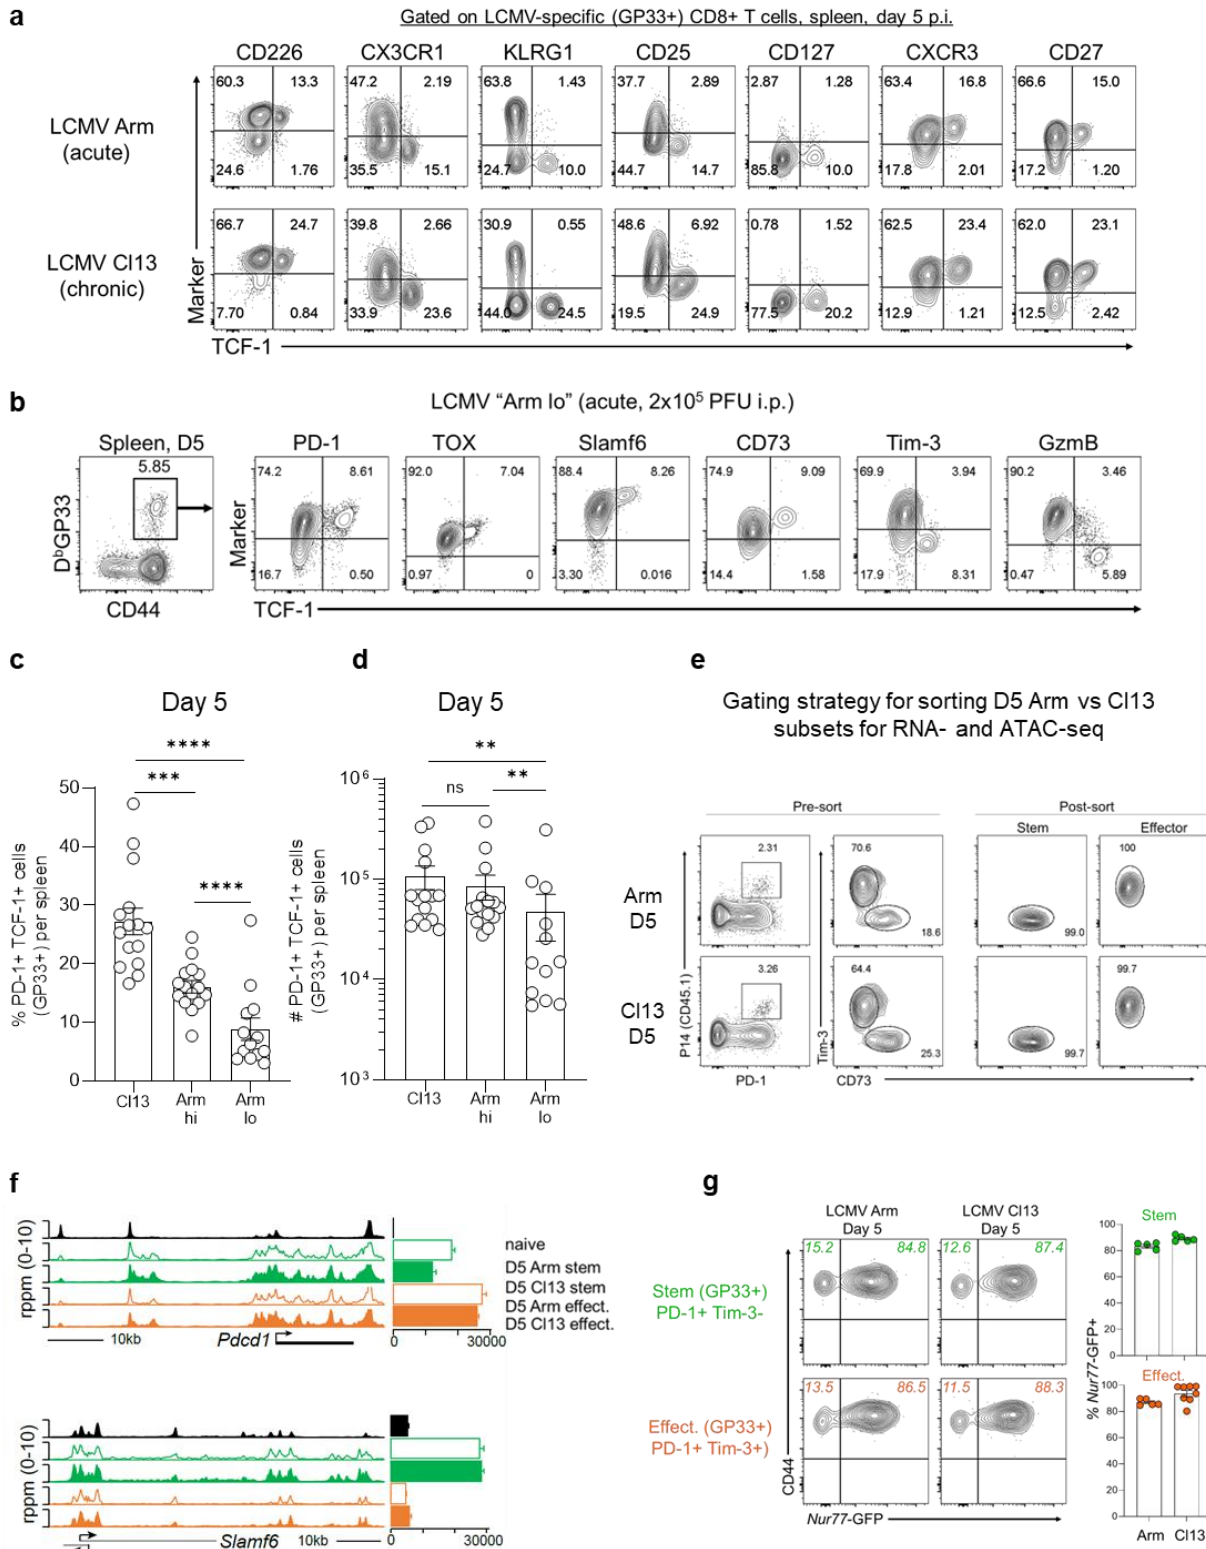 a
Gated on LCMV-specific (GP33+) CD8+ T cells, spleen, day 5 p.i.
CD226 CX3CR1 KLRG1 CD25 CD127 CXCR3 CD27
LCMV Arm
(acute)
60.3 13.3 47.2 2.19 63.8 1.43 37.7 2.89 2.87 1.28 63.4 16.8 66.6 15.0
24.6 1.76 35.5 15.1 24.7 10.0 44.7 14.7 85.8 10.0 17.8 2.01 17.2 1.20
LCMV Cl13
(chronic)
66.7 24.7 39.8 2.66 30.9 0.55 48.6 6.92 0.78 1.52 62.5 23.4 62.0 23.1
7.70 0.84 33.9 23.6 44.0 24.5 19.5 24.9 77.5 20.2 12.9 1.21 12.5 2.42
Marker
TCF-1
b
LCMV "Arm lo" (acute, 2x10⁵ PFU i.p.)
Spleen, D5 PD-1 TOX Slamf6 CD73 Tim-3 GzmB
5.85 74.2 8.61 92.0 7.04 88.4 8.26 74.9 9.09 69.9 3.94 90.2 3.46
16.7 0.50 0.97 0 3.30 0.016 14.4 1.58 17.9 8.31 0.47 5.89
DᵇGP33
Marker
CD44
TCF-1
c
Day 5
****
***
****
% PD-1+ TCF-1+ cells
(GP33+) per spleen
50
40
30
20
10
0
Cl13 Arm hi Arm lo
d
Day 5
**
ns **
# PD-1+ TCF-1+ cells
(GP33+) per spleen
10⁶
10⁵
10⁴
10³
Cl13 Arm hi Arm lo
e
Gating strategy for sorting D5 Arm vs Cl13
subsets for RNA- and ATAC-seq
Pre-sort Post-sort
Stem Effector
Arm
D5
2.31 70.6 100
18.6 99.0
Cl13
D5
3.26 64.4 99.7
25.3 99.7
P14 (CD45.1)
Tim-3
PD-1 CD73
f
rppm (0-10)
naive
D5 Arm stem
D5 Cl13 stem
D5 Arm effect.
D5 Cl13 effect.
10kb Pdcd1 0 30000
rppm (0-10)
Slamf6 10kb 0 30000
g
LCMV Arm
Day 5
LCMV Cl13
Day 5
Stem (GP33+)
PD-1+ Tim-3-
15.2 84.8 12.6 87.4
Effect. (GP33+)
PD-1+ Tim-3+)
13.5 86.5 11.5 88.3
CD44
Nur77-GFP
Stem
100
80
60
40
20
0
Effect.
100
80
60
40
20
0
% Nur77-GFP+
Arm Cl13